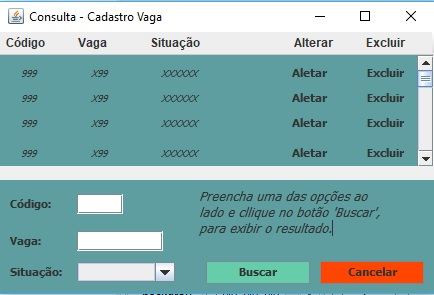 Consulta - Cadastro Vaga
Código Vaga Situação Alterar Excluir
999 X99 XXXXXX Aletar Excluir
999 X99 XXXXXX Aletar Excluir
999 X99 XXXXXX Aletar Excluir
999 X99 XXXXXX Aletar Excluir
Código:
Preencha uma das opções ao
lado e cllique no botão 'Buscar',
para exibir o resultado.
Vaga:
Situação:
Buscar Cancelar